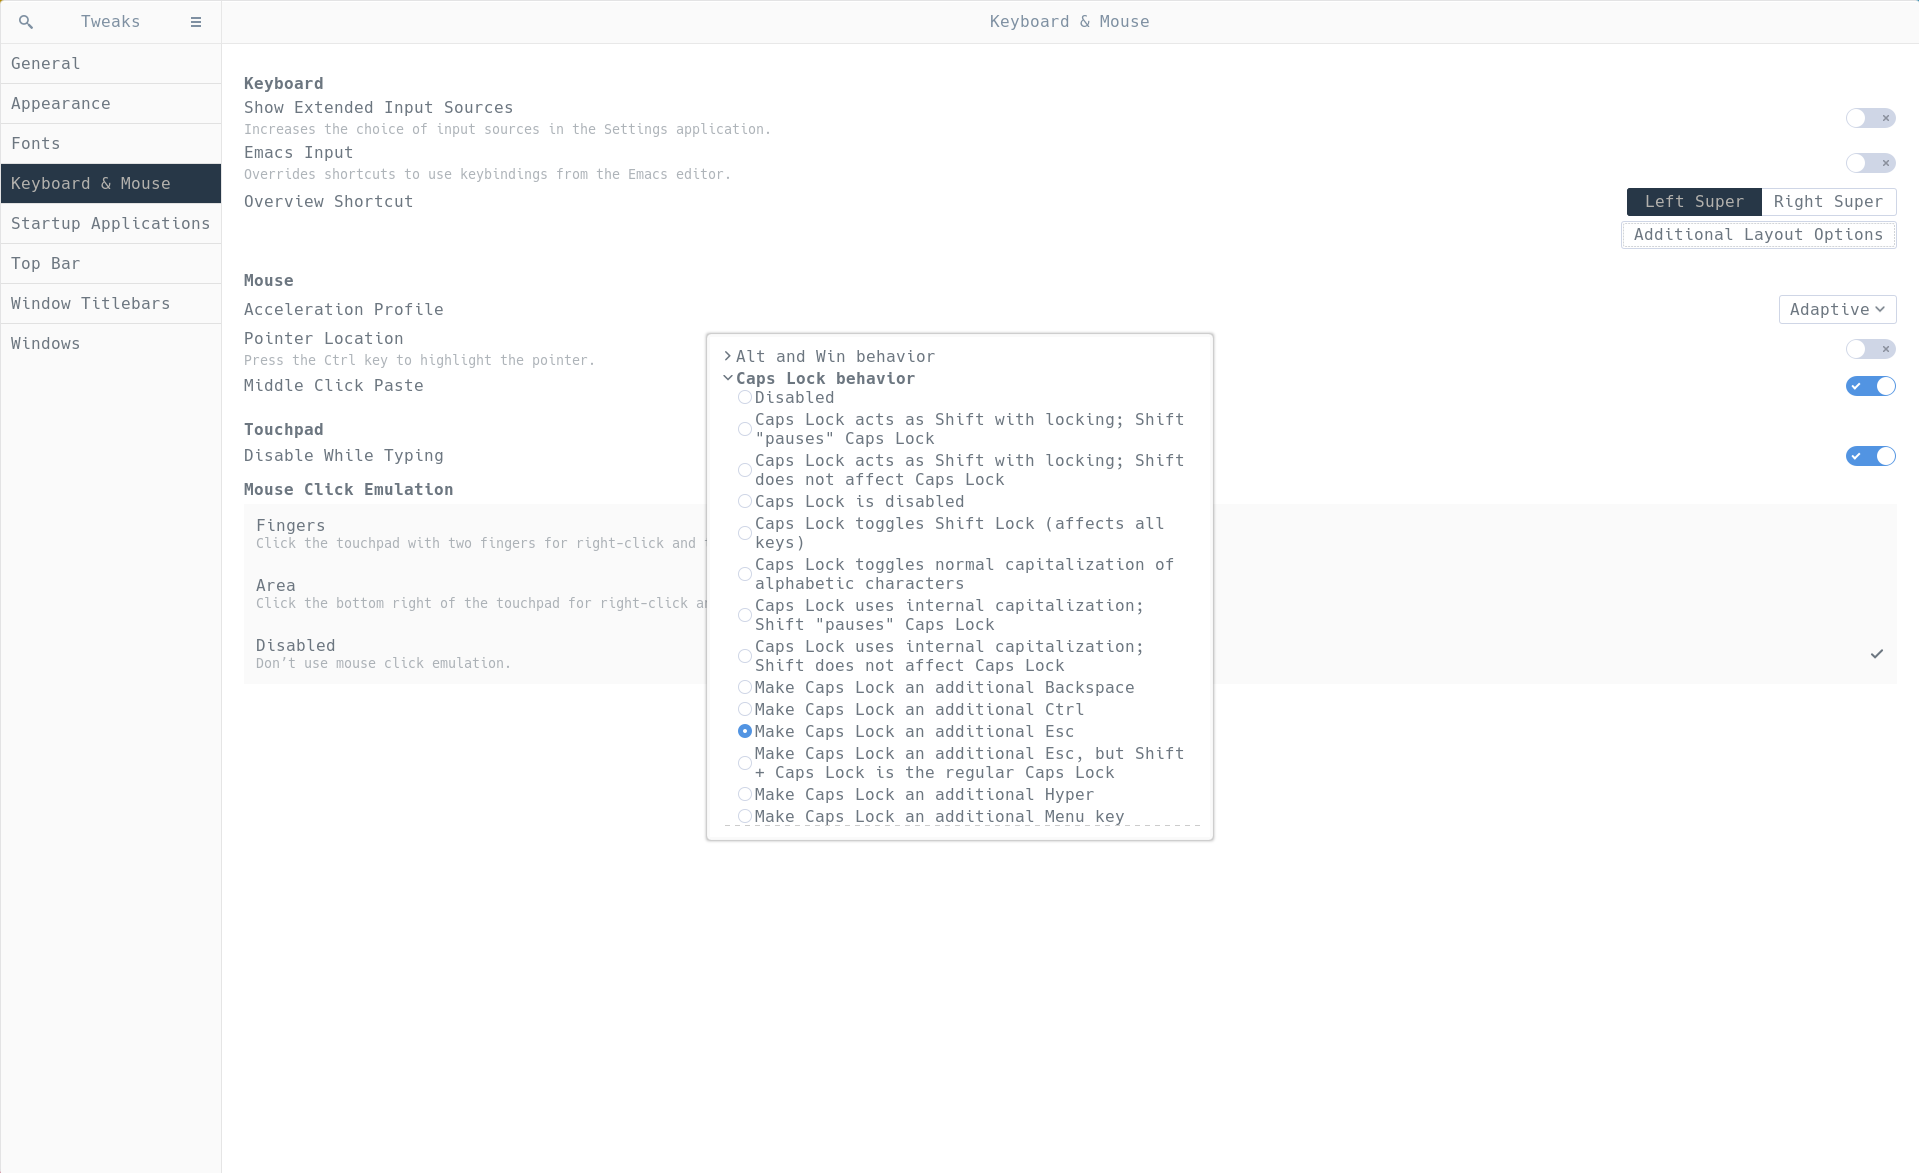 Tweaks
Keyboard & Mouse
General
Appearance
Fonts
Keyboard & Mouse
Startup Applications
Top Bar
Window Titlebars
Windows
Keyboard
Show Extended Input Sources
Increases the choice of input sources in the Settings application.
Emacs Input
Overrides shortcuts to use keybindings from the Emacs editor.
Overview Shortcut
Left Super
Right Super
Additional Layout Options
Mouse
Acceleration Profile
Adaptive
Pointer Location
Press the Ctrl key to highlight the pointer.
Middle Click Paste
Touchpad
Disable While Typing
Mouse Click Emulation
Fingers
Click the touchpad with two fingers for right-click and
Area
Click the bottom right of the touchpad for right-click
Disabled
Don’t use mouse click emulation.
Alt and Win behavior
Caps Lock behavior
Disabled
Caps Lock acts as Shift with locking; Shift
"pauses" Caps Lock
Caps Lock acts as Shift with locking; Shift
does not affect Caps Lock
Caps Lock is disabled
Caps Lock toggles Shift Lock (affects all
keys)
Caps Lock toggles normal capitalization of
alphabetic characters
Caps Lock uses internal capitalization;
Shift "pauses" Caps Lock
Caps Lock uses internal capitalization;
Shift does not affect Caps Lock
Make Caps Lock an additional Backspace
Make Caps Lock an additional Ctrl
Make Caps Lock an additional Esc
Make Caps Lock an additional Esc, but Shift
+ Caps Lock is the regular Caps Lock
Make Caps Lock an additional Hyper
Make Caps Lock an additional Menu key